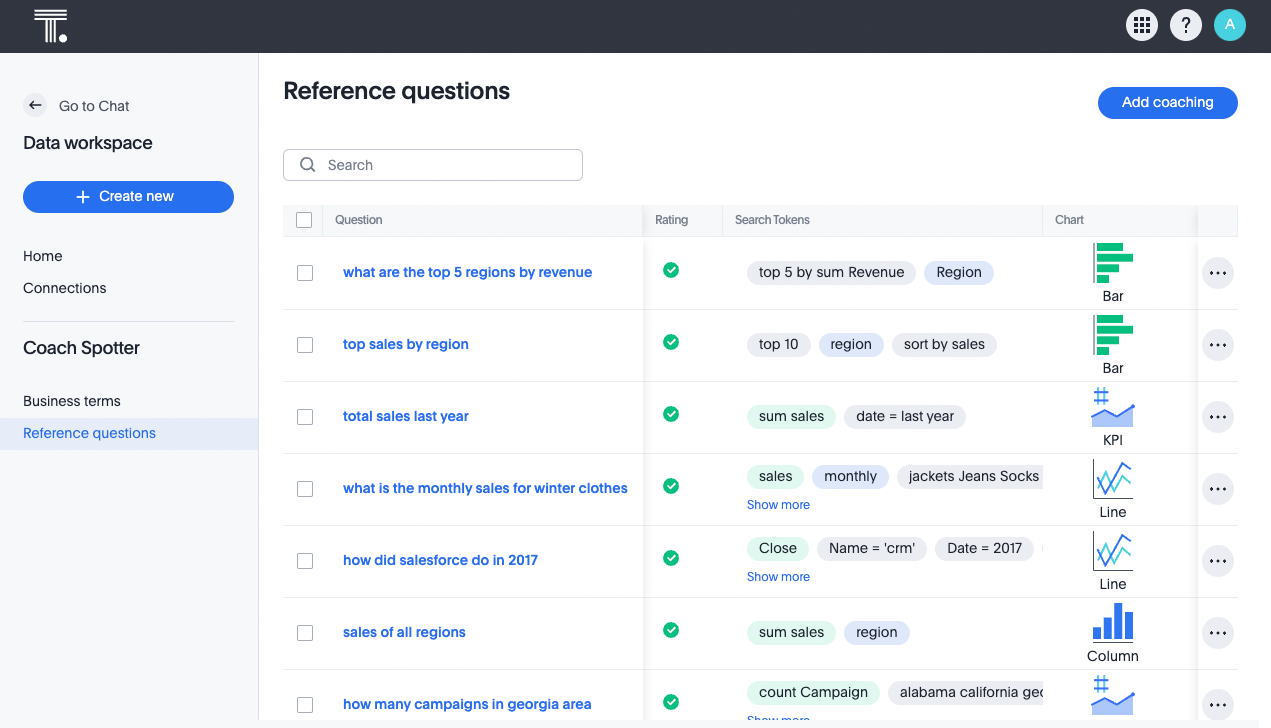 T.
?
A
Go to Chat
Data workspace
Create new
Home
Connections
Coach Spotter
Business terms
Reference questions
Reference questions
Add coaching
Search
Question Rating Search Tokens Chart
what are the top 5 regions by revenue top 5 by sum Revenue Region Bar
top sales by region top 10 region sort by sales Bar
total sales last year sum sales date = last year KPI
what is the monthly sales for winter clothes sales monthly jackets Jeans Socks Line
Show more
how did salesforce do in 2017 Close Name = 'crm' Date = 2017 Line
Show more
sales of all regions sum sales region Column
how many campaigns in georgia area count Campaign alabama california geo
Show more